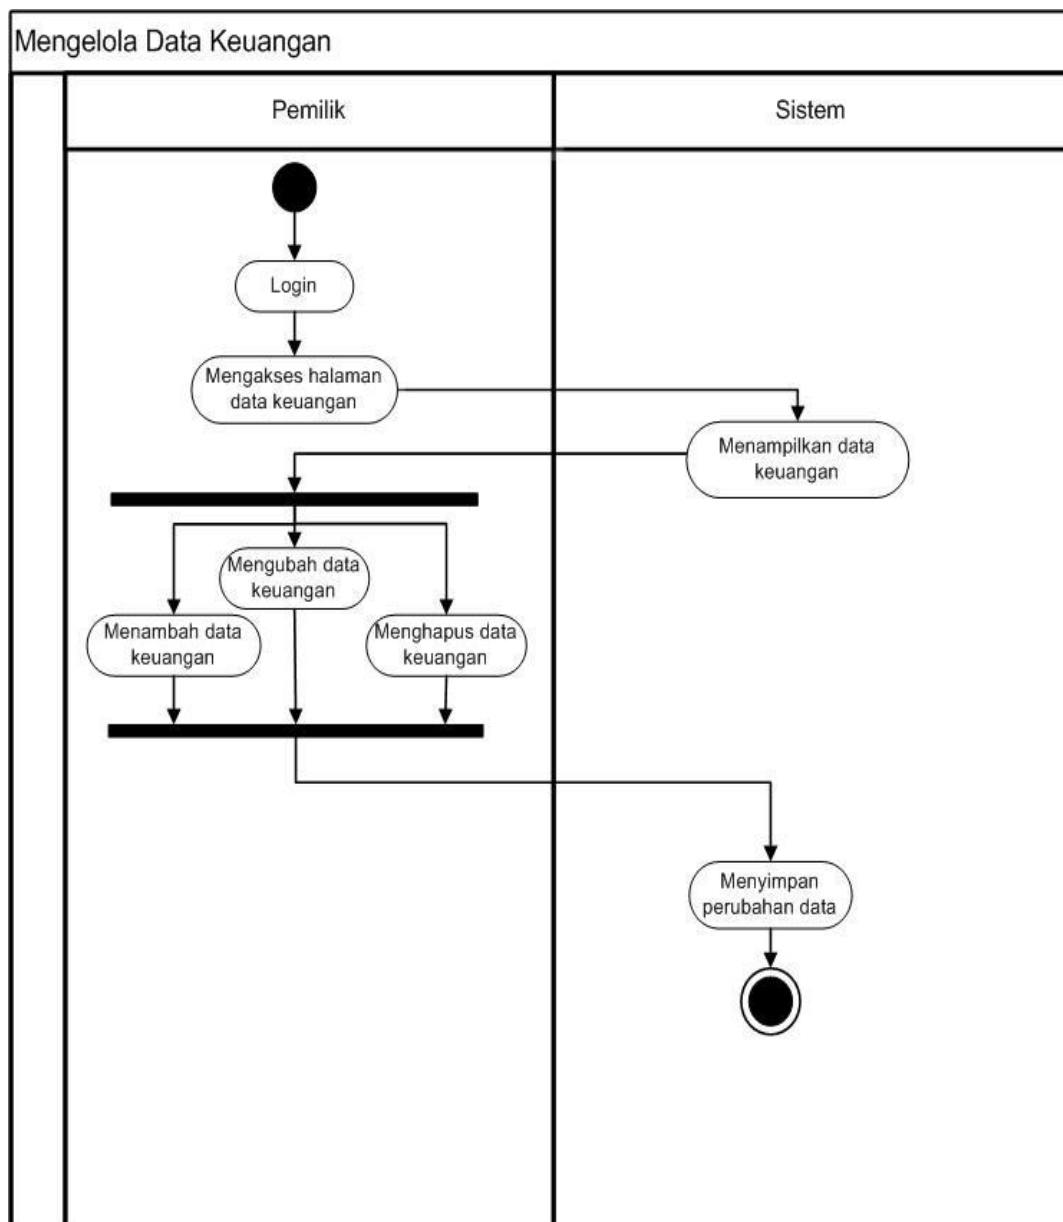 Mengelola Data Keuangan
Pemilik
Sistem
Login
Mengakses halaman
data keuangan
Menampilkan data
keuangan
Mengubah data
keuangan
Menambah data
keuangan
Menghapus data
keuangan
Menyimpan
perubahan data